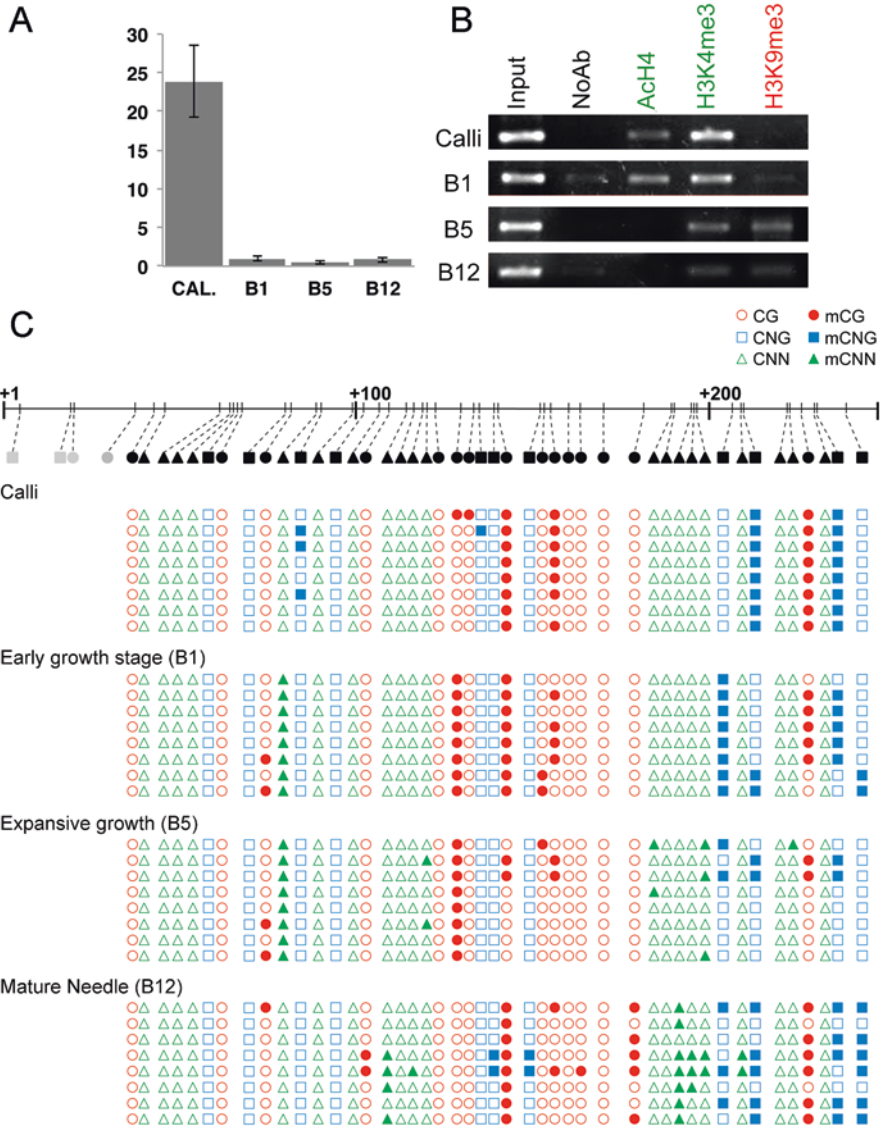 A
30
25
20
15
10
5
0
CAL. B1 B5 B12
B
Input NoAb AcH4 H3K4me3 H3K9me3
Calli
B1
B5
B12
C
CG mCG
CNG mCNG
CNN mCNN
+1 +100 +200
Calli
Early growth stage (B1)
Expansive growth (B5)
Mature Needle (B12)